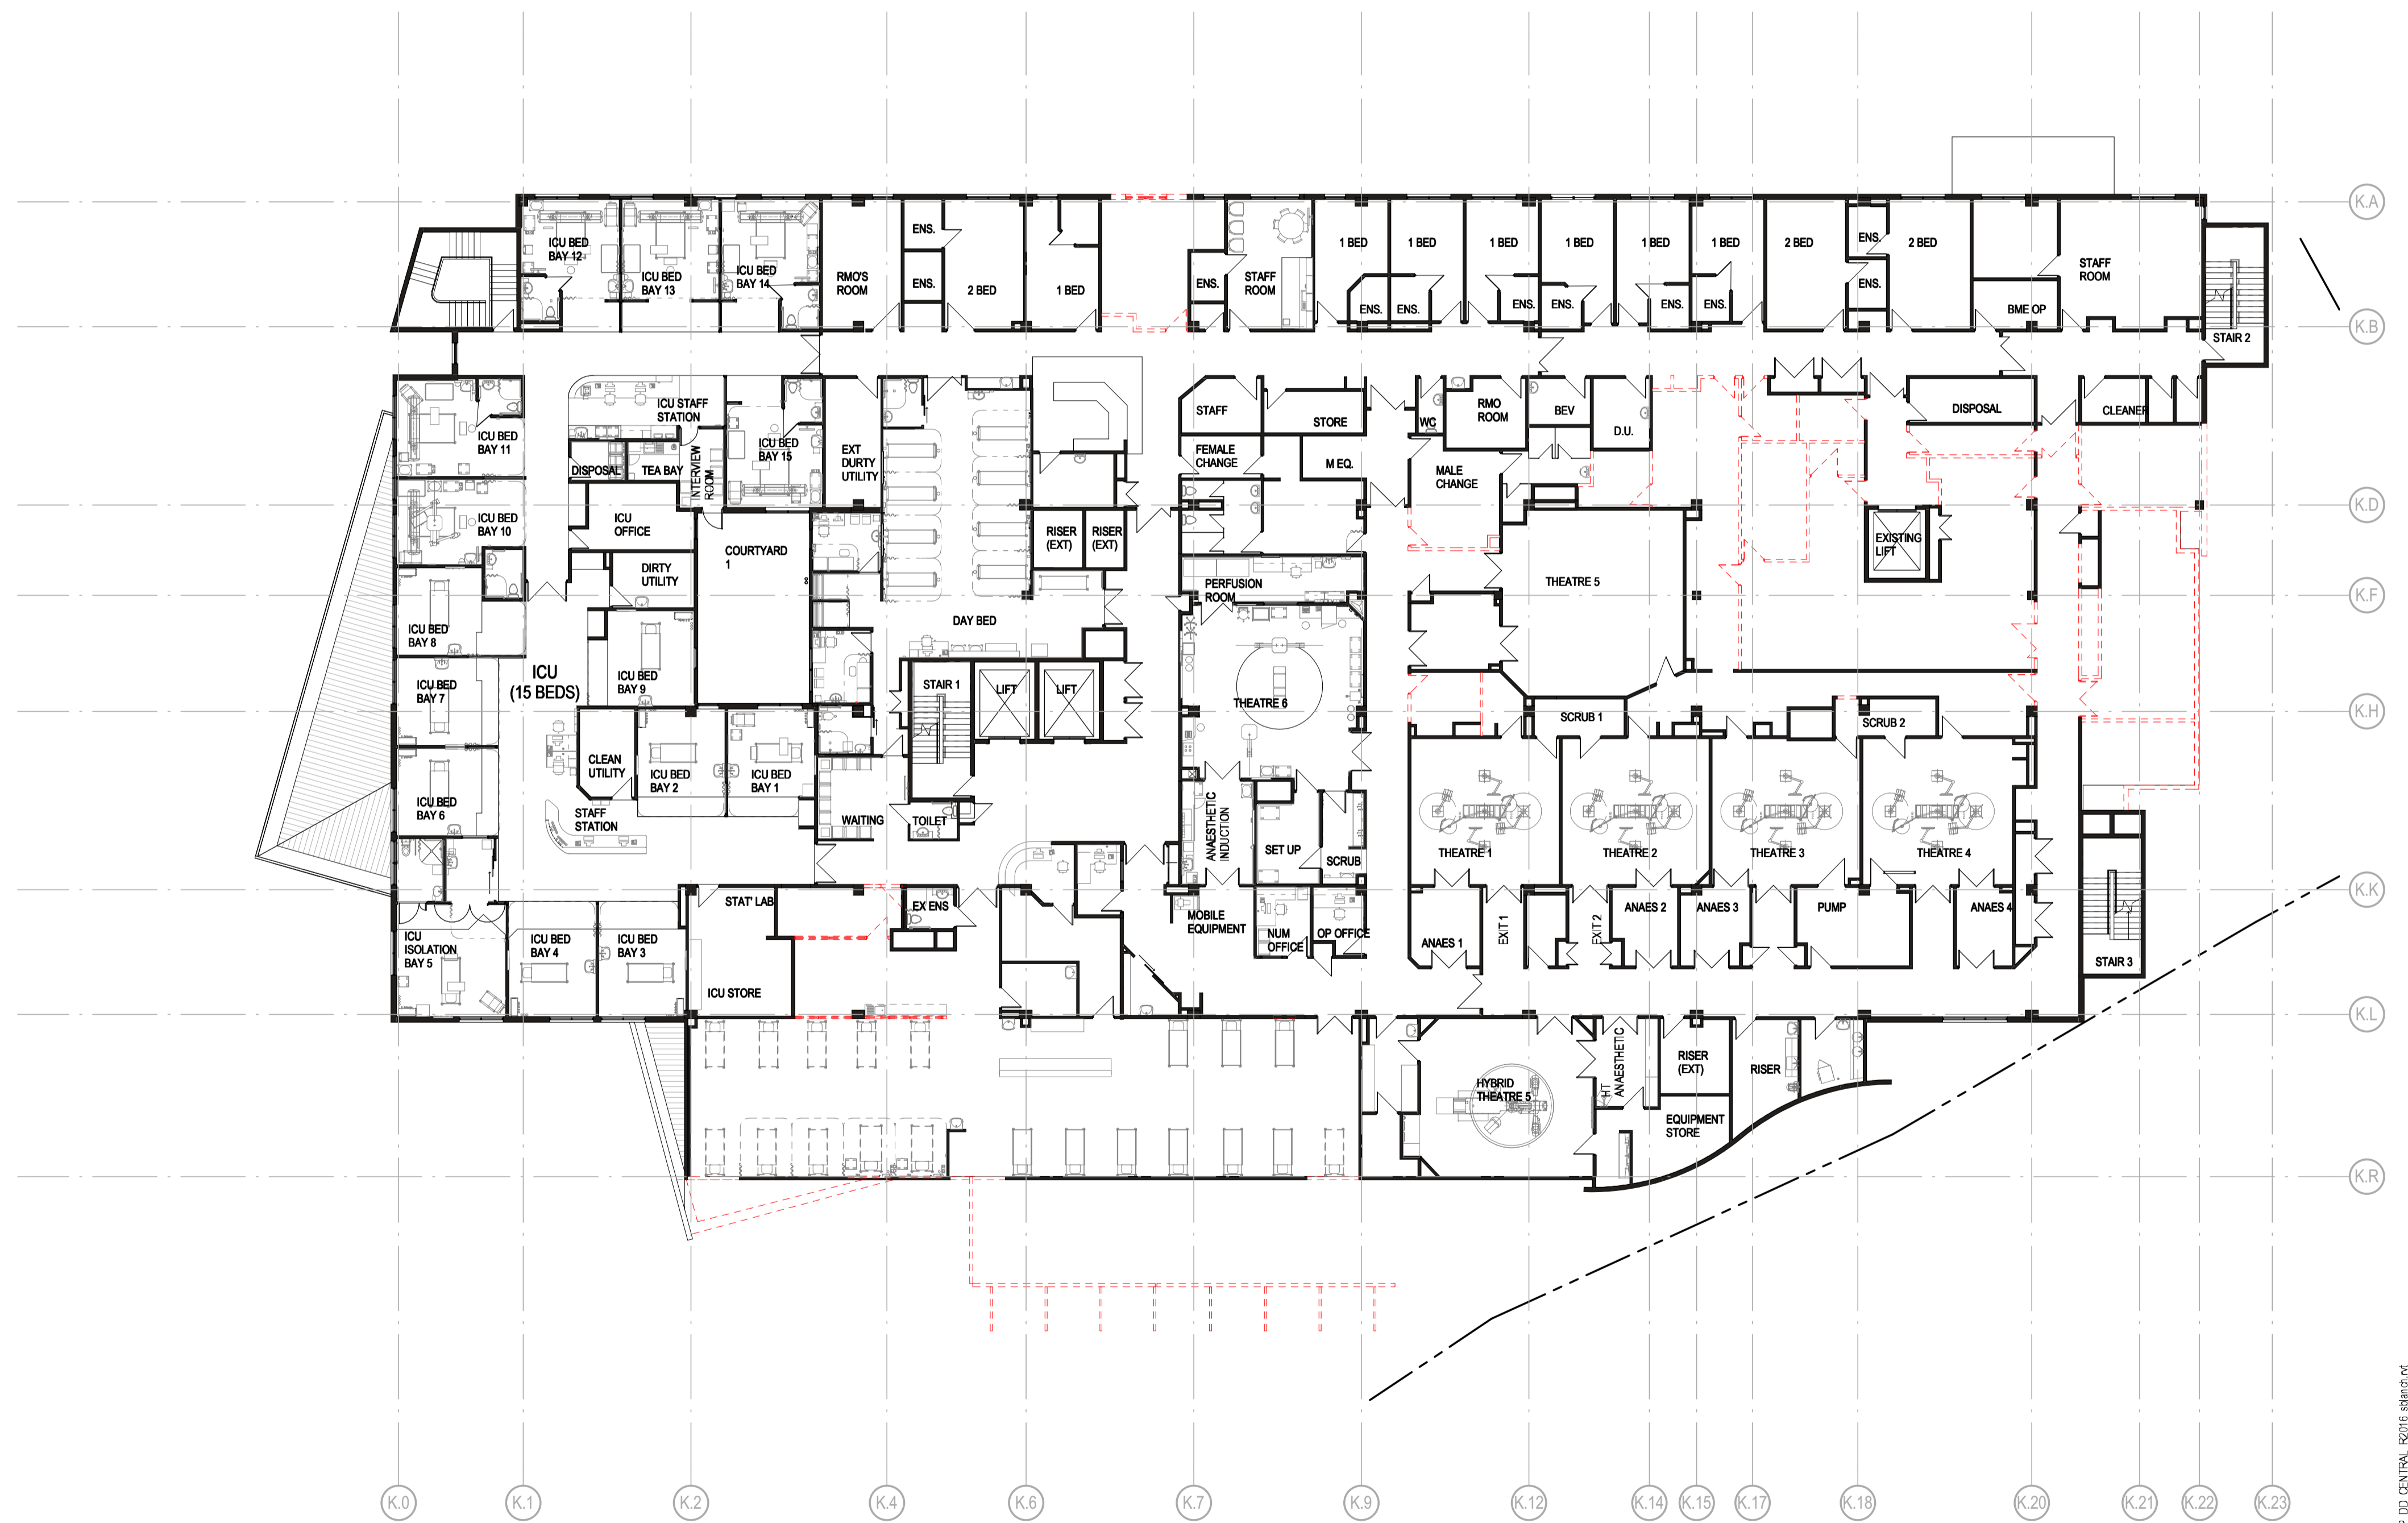 K.A
ICU BED
BAY 12
ICU BED
BAY 13
ICU BED
BAY 14
RMO'S
ROOM
ENS.
ENS.
2 BED
1 BED
ENS.
STAFF
ROOM
1 BED
ENS.
1 BED
ENS.
1 BED
ENS.
1 BED
ENS.
1 BED
ENS.
1 BED
ENS.
2 BED
ENS.
ENS.
2 BED
BME OP
STAFF
ROOM
K.B
STAIR 2
ICU BED
BAY 11
ICU STAFF
STATION
DISPOSAL
TEA BAY
INTERVIEW
ROOM
ICU BED
BAY 15
EXT
DURTY
UTILITY
STAFF
STORE
WC
RMO
ROOM
BEV
D.U.
DISPOSAL
CLEANER
FEMALE
CHANGE
M EQ.
MALE
CHANGE
ICU BED
BAY 10
ICU
OFFICE
COURTYARD
1
RISER
(EXT)
RISER
(EXT)
K.D
EXISTING
LIFT
DIRTY
UTILITY
PERFUSION
ROOM
THEATRE 5
K.F
ICU BED
BAY 8
DAY BED
ICU
(15 BEDS)
ICU BED
BAY 9
ICU BED
BAY 7
STAIR 1
LIFT
LIFT
THEATRE 6
SCRUB 1
SCRUB 2
K.H
CLEAN
UTILITY
ICU BED
BAY 2
ICU BED
BAY 1
ICU BED
BAY 6
STAFF
STATION
WAITING
TOILET
ANAESTHETIC
INDUCTION
SET UP
SCRUB
THEATRE 1
THEATRE 2
THEATRE 3
THEATRE 4
K.K
STAT' LAB
EX ENS
MOBILE
EQUIPMENT
NUM
OFFICE
OP OFFICE
ANAES 1
EXIT 1
EXIT 2
ANAES 2
ANAES 3
PUMP
ANAES 4
STAIR 3
ICU
ISOLATION
BAY 5
ICU BED
BAY 4
ICU BED
BAY 3
ICU STORE
K.L
HYBRID
THEATRE 5
HT
ANAESTHETIC
RISER
(EXT)
RISER
EQUIPMENT
STORE
K.R
K.0
K.1
K.2
K.4
K.6
K.7
K.9
K.12
K.14
K.15
K.17
K.18
K.20
K.21
K.22
K.23
DD_CENTRAL_R2016_sblanch.rvt